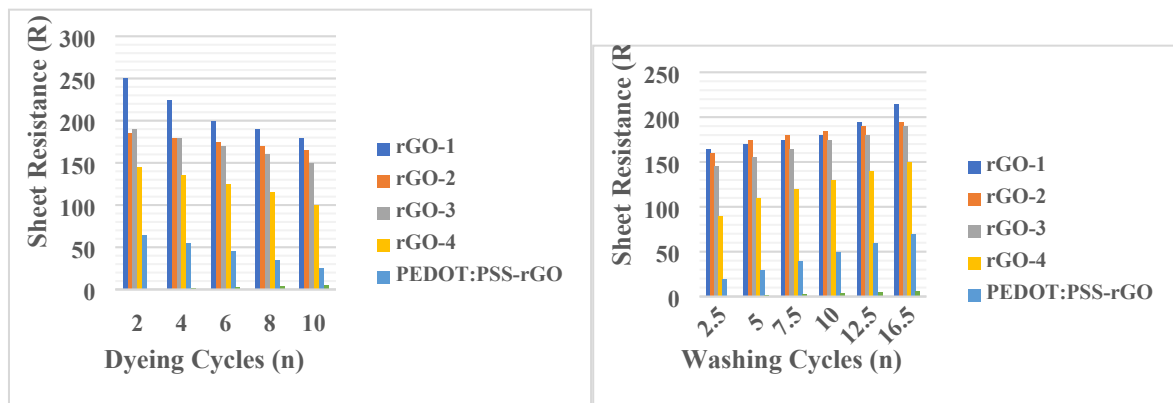 Sheet Resistance (R)
300
250
200
150
100
50
0
2 4 6 8 10
Dyeing Cycles (n)
rGO-1
rGO-2
rGO-3
rGO-4
PEDOT:PSS-rGO
Sheet Resistance (R
250
200
150
100
50
0
2.5 5 7.5 10 12.5 16.5
Washing Cycles (n)
rGO-1
rGO-2
rGO-3
rGO-4
PEDOT:PSS-rGO